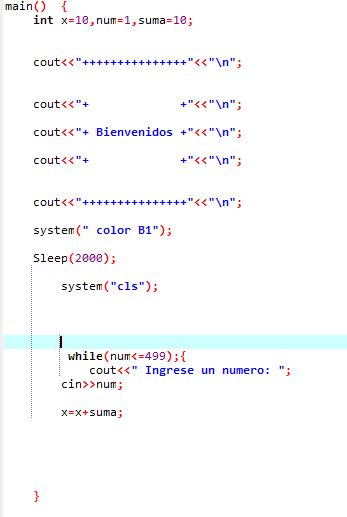 main()  {
int x=10,num=1,suma=10;
cout<<"+++++++++++++++"<<"\n";
cout<<"+             +"<<"\n";
cout<<"+ Bienvenidos +"<<"\n";
cout<<"+             +"<<"\n";
cout<<"+++++++++++++++"<<"\n";
system(" color B1");
Sleep(2000);
system("cls");
while(num<=499);{
cout<<" Ingrese un numero: ";
cin>>num;
x=x+suma;
}